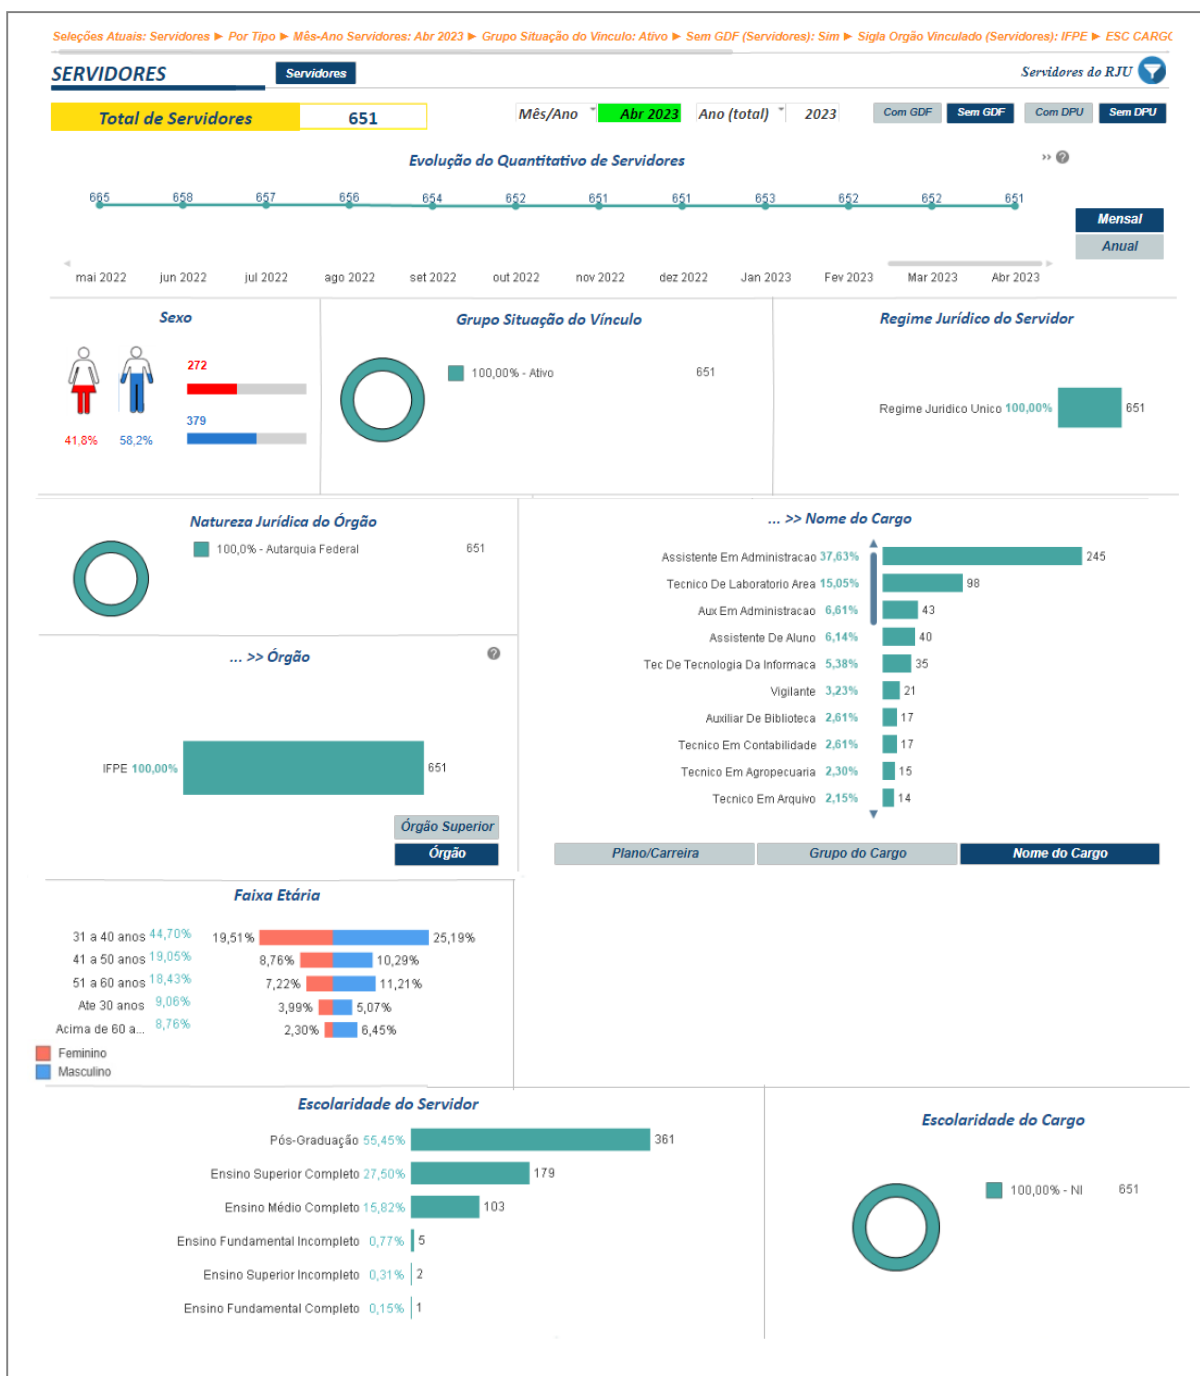 Seleções Atuais: Servidores ► Por Tipo ► Mês-Ano Servidores: Abr 2023 ► Grupo Situação do Vinculo: Ativo ► Sem GDF (Servidores): Sim ► Sigla Orgão Vinculado (Servidores): IFPE ► ESC CARGO
SERVIDORES
Servidores
Servidores do RJU
Total de Servidores 651
Mês/Ano Abr 2023 Ano (total) 2023
Com GDF Sem GDF Com DPU Sem DPU
Evolução do Quantitativo de Servidores
»
665 658 657 656 654 652 651 651 653 652 652 651
Mensal
Anual
mai 2022 jun 2022 jul 2022 ago 2022 set 2022 out 2022 nov 2022 dez 2022 Jan 2023 Fev 2023 Mar 2023 Abr 2023
Sexo
272
379
41,8% 58,2%
Grupo Situação do Vínculo
100,00% - Ativo 651
Regime Jurídico do Servidor
Regime Juridico Unico 100,00% 651
Natureza Jurídica do Órgão
100,0% - Autarquia Federal 651
... >> Órgão
IFPE 100,00% 651
Órgão Superior
Órgão
... >> Nome do Cargo
Assistente Em Administracao 37,63% 245
Tecnico De Laboratorio Area 15,05% 98
Aux Em Administracao 6,61% 43
Assistente De Aluno 6,14% 40
Tec De Tecnologia Da Informaca 5,38% 35
Vigilante 3,23% 21
Auxiliar De Biblioteca 2,61% 17
Tecnico Em Contabilidade 2,61% 17
Tecnico Em Agropecuaria 2,30% 15
Tecnico Em Arquivo 2,15% 14
Plano/Carreira Grupo do Cargo Nome do Cargo
Faixa Etária
31 a 40 anos 44,70% 19,51% 25,19%
41 a 50 anos 19,05% 8,76% 10,29%
51 a 60 anos 18,43% 7,22% 11,21%
Ate 30 anos 9,06% 3,99% 5,07%
Acima de 60 a... 8,76% 2,30% 6,45%
Feminino
Masculino
Escolaridade do Servidor
Pós-Graduação 55,45% 361
Ensino Superior Completo 27,50% 179
Ensino Médio Completo 15,82% 103
Ensino Fundamental Incompleto 0,77% 5
Ensino Superior Incompleto 0,31% 2
Ensino Fundamental Completo 0,15% 1
Escolaridade do Cargo
100,00% - NI 651